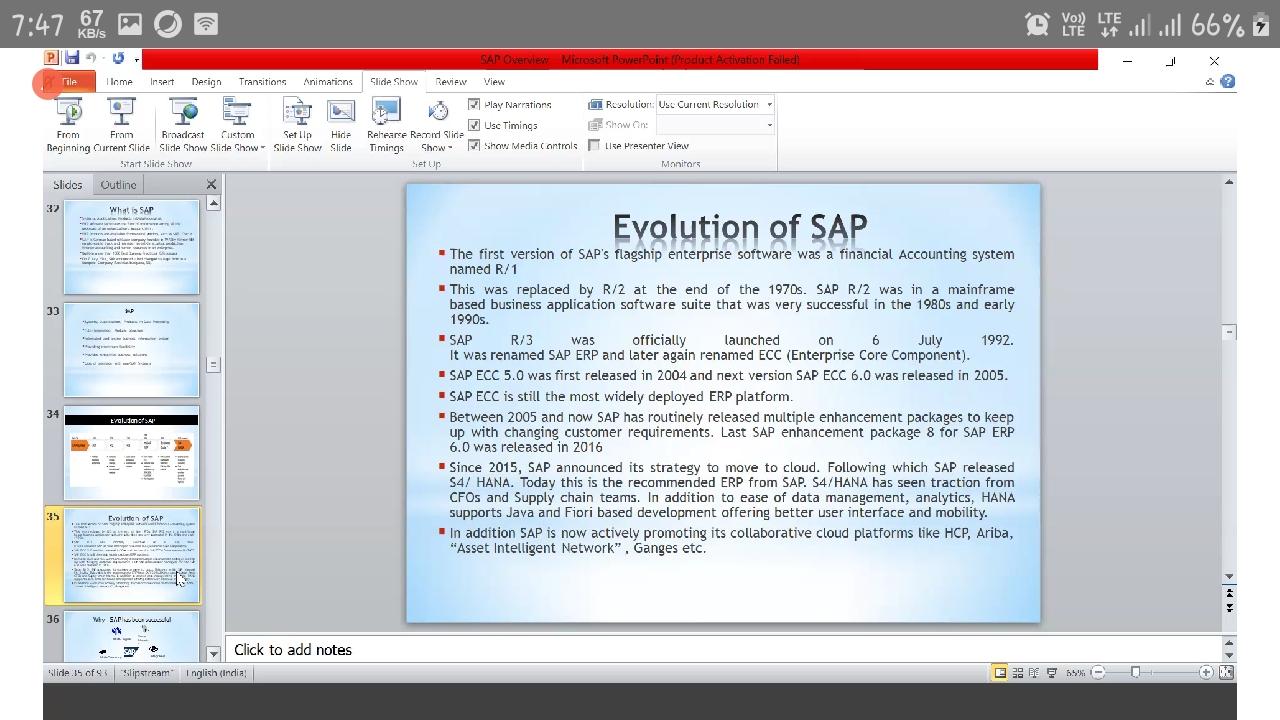 7:47 67 KB/s Vo) LTE LTE 66%
SAP Overview - Microsoft PowerPoint (Product Activation Failed)
File Home Insert Design Transitions Animations Slide Show Review View
From Beginning
From Current Slide
Broadcast Slide Show
Custom Slide Show
Set Up Slide Show
Hide Slide
Rehearse Timings
Record Slide Show
Play Narrations
Use Timings
Show Media Controls
Resolution: Use Current Resolution
Show On:
Use Presenter View
Start Slide Show
Set Up
Monitors
Slides Outline
32
What is SAP
33
SAP
34
Evolution of SAP
35
Evolution of SAP
36
Why SAP has been successful
SAP
Evolution of SAP
The first version of SAP's flagship enterprise software was a financial Accounting system
named R/1
This was replaced by R/2 at the end of the 1970s. SAP R/2 was in a mainframe
based business application software suite that was very successful in the 1980s and early
1990s.
SAP R/3 was officially launched on 6 July 1992.
It was renamed SAP ERP and later again renamed ECC (Enterprise Core Component).
SAP ECC 5.0 was first released in 2004 and next version SAP ECC 6.0 was released in 2005.
SAP ECC is still the most widely deployed ERP platform.
Between 2005 and now SAP has routinely released multiple enhancement packages to keep
up with changing customer requirements. Last SAP enhancement package 8 for SAP ERP
6.0 was released in 2016
Since 2015, SAP announced its strategy to move to cloud. Following which SAP released
S4/ HANA. Today this is the recommended ERP from SAP. S4/HANA has seen traction from
CFOs and Supply chain teams. In addition to ease of data management, analytics, HANA
supports Java and Fiori based development offering better user interface and mobility.
In addition SAP is now actively promoting its collaborative cloud platforms like HCP, Ariba,
“Asset Intelligent Network” , Ganges etc.
Click to add notes
Slide 35 of 93 "Slipstream" English (India) 65%